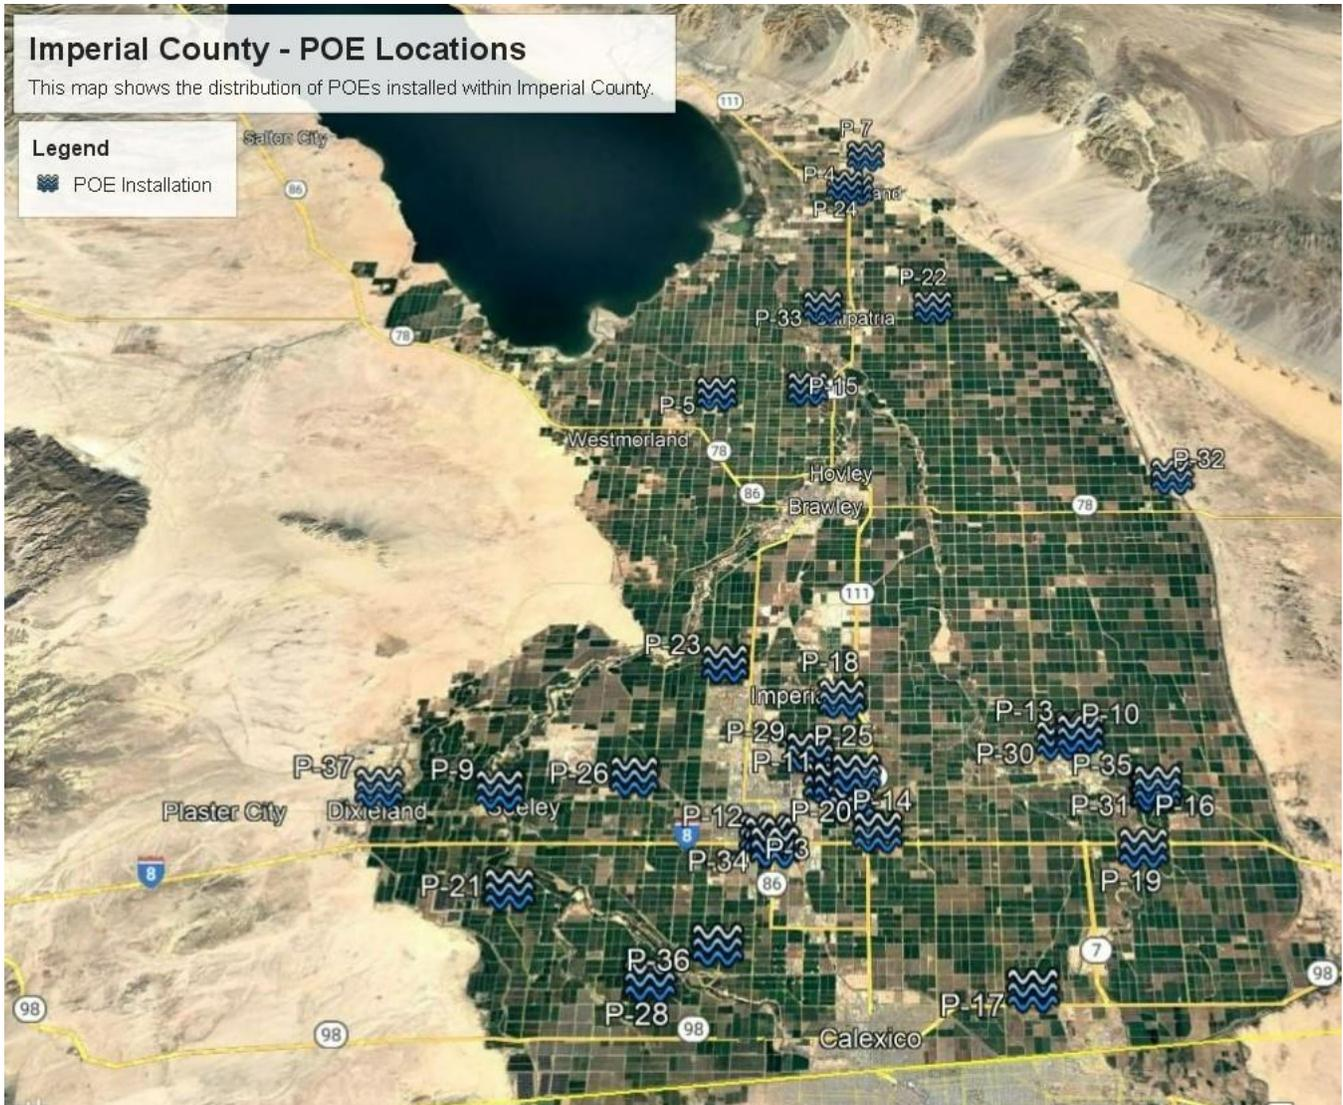 Imperial County - POE Locations
This map shows the distribution of POEs installed within Imperial County.
Legend
POE Installation
111
Salton City
86
P-7
P-4
P-24
P-22
P-33
78
P-15
P-5
Westmorland
78
Hovley
P-32
86
Brawley
78
111
P-23
P-18
P-13
P-10
P-29
P-25
P-30
P-11
P-35
P-37
P-9
P-26
Plaster City
Dixieland
P-12
P-20
P-14
P-31
P-16
8
P-34
P-3
8
P-21
86
P-19
7
P-36
98
98
P-17
P-28
98
98
Calexico